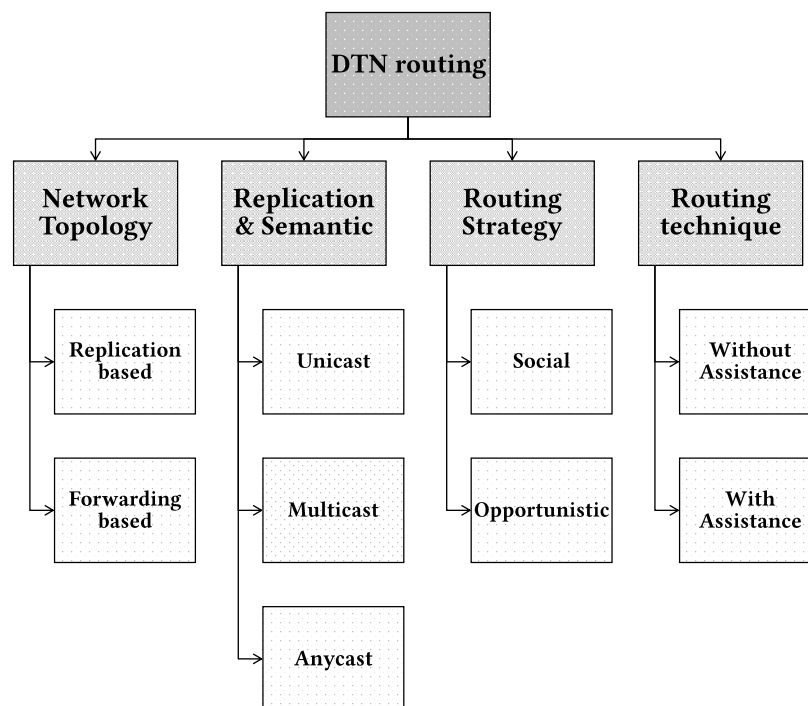 DTN routing
Network
Topology
Replication
& Semantic
Routing
Strategy
Routing
technique
Replication
based
Unicast
Social
Without
Assistance
Forwarding
based
Multicast
Opportunistic
With
Assistance
Anycast